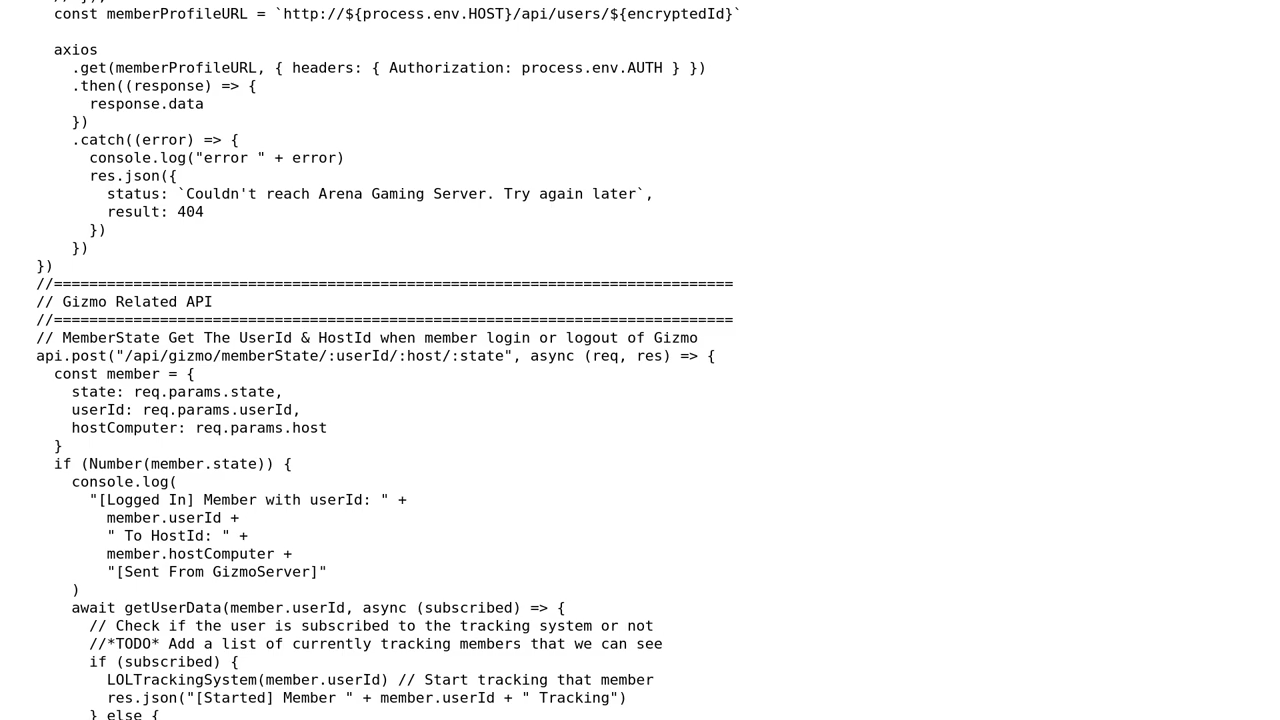 // });
const memberProfileURL = `http://${process.env.HOST}/api/users/${encryptedId}`
axios
.get(memberProfileURL, { headers: { Authorization: process.env.AUTH } })
.then((response) => {
response.data
})
.catch((error) => {
console.log("error " + error)
res.json({
status: `Couldn't reach Arena Gaming Server. Try again later`,
result: 404
})
})
})
//=============================================================================
// Gizmo Related API
//=============================================================================
// MemberState Get The UserId & HostId when member login or logout of Gizmo
api.post("/api/gizmo/memberState/:userId/:host/:state", async (req, res) => {
const member = {
state: req.params.state,
userId: req.params.userId,
hostComputer: req.params.host
}
if (Number(member.state)) {
console.log(
"[Logged In] Member with userId: " +
member.userId +
" To HostId: " +
member.hostComputer +
"[Sent From GizmoServer]"
)
await getUserData(member.userId, async (subscribed) => {
// Check if the user is subscribed to the tracking system or not
//*TODO* Add a list of currently tracking members that we can see
if (subscribed) {
LOLTrackingSystem(member.userId) // Start tracking that member
res.json("[Started] Member " + member.userId + " Tracking")
} else {